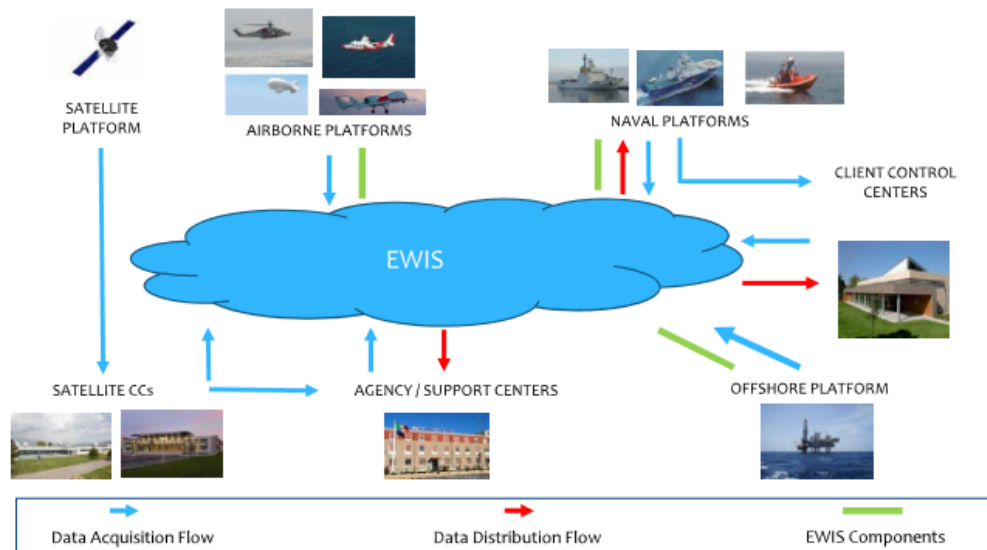 SATELLITE
PLATFORM
AIRBORNE PLATFORMS
NAVAL PLATFORMS
CLIENT CONTROL
CENTERS
EWIS
SATELLITE CCs
AGENCY / SUPPORT CENTERS
OFFSHORE PLATFORM
Data Acquisition Flow
Data Distribution Flow
EWIS Components